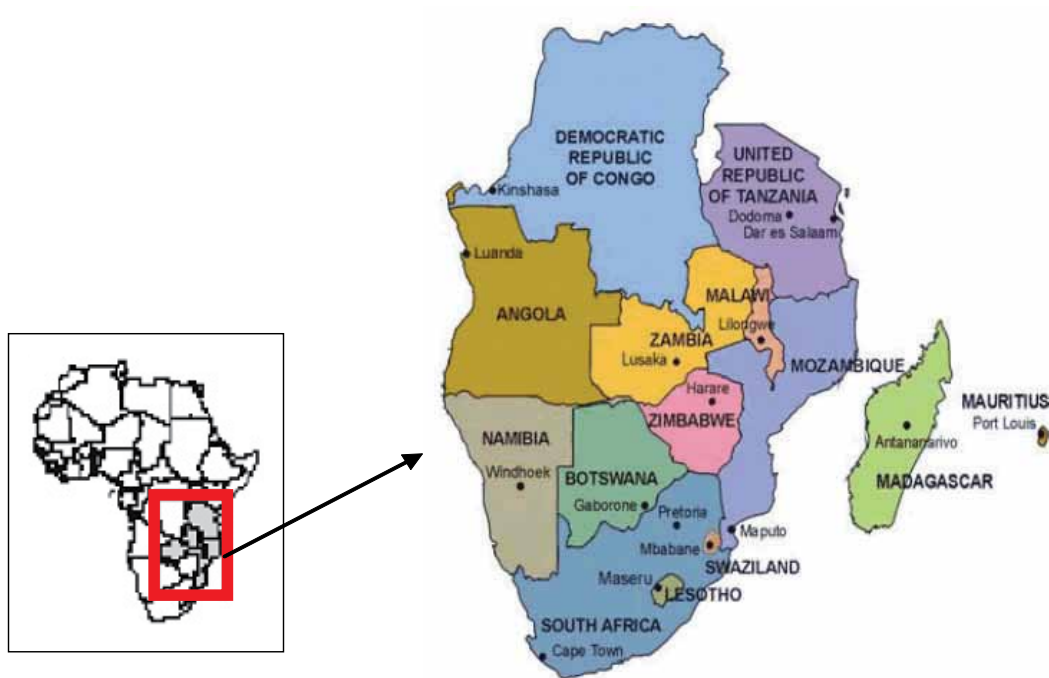 DEMOCRATIC
REPUBLIC
OF CONGO
Kinshasa
UNITED
REPUBLIC
OF TANZANIA
Dodoma
Dar es Salaam
Luanda
ANGOLA
MALAWI
Lilongwe
ZAMBIA
Lusaka
MOZAMBIQUE
Harare
ZIMBABWE
MAURITIUS
Port Louis
Antananarivo
MADAGASCAR
NAMIBIA
Windhoek
BOTSWANA
Gaborone
Pretoria
Maputo
Mbabane
SWAZILAND
Maseru
LESOTHO
SOUTH AFRICA
Cape Town